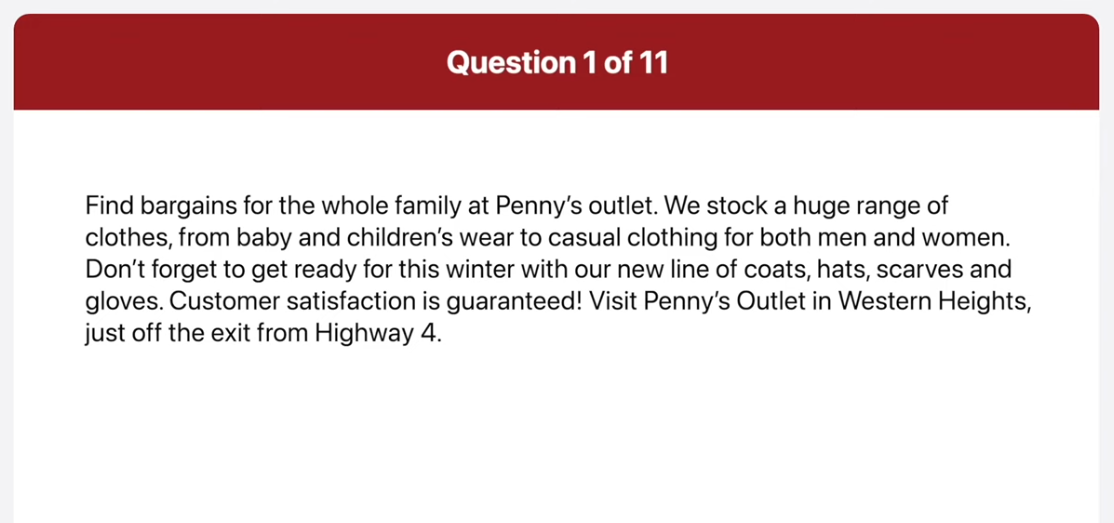 Question 1 of 11
Find bargains for the whole family at Penny’s outlet. We stock a huge range of
clothes, from baby and children’s wear to casual clothing for both men and women.
Don’t forget to get ready for this winter with our new line of coats, hats, scarves and
gloves. Customer satisfaction is guaranteed! Visit Penny’s Outlet in Western Heights,
just off the exit from Highway 4.